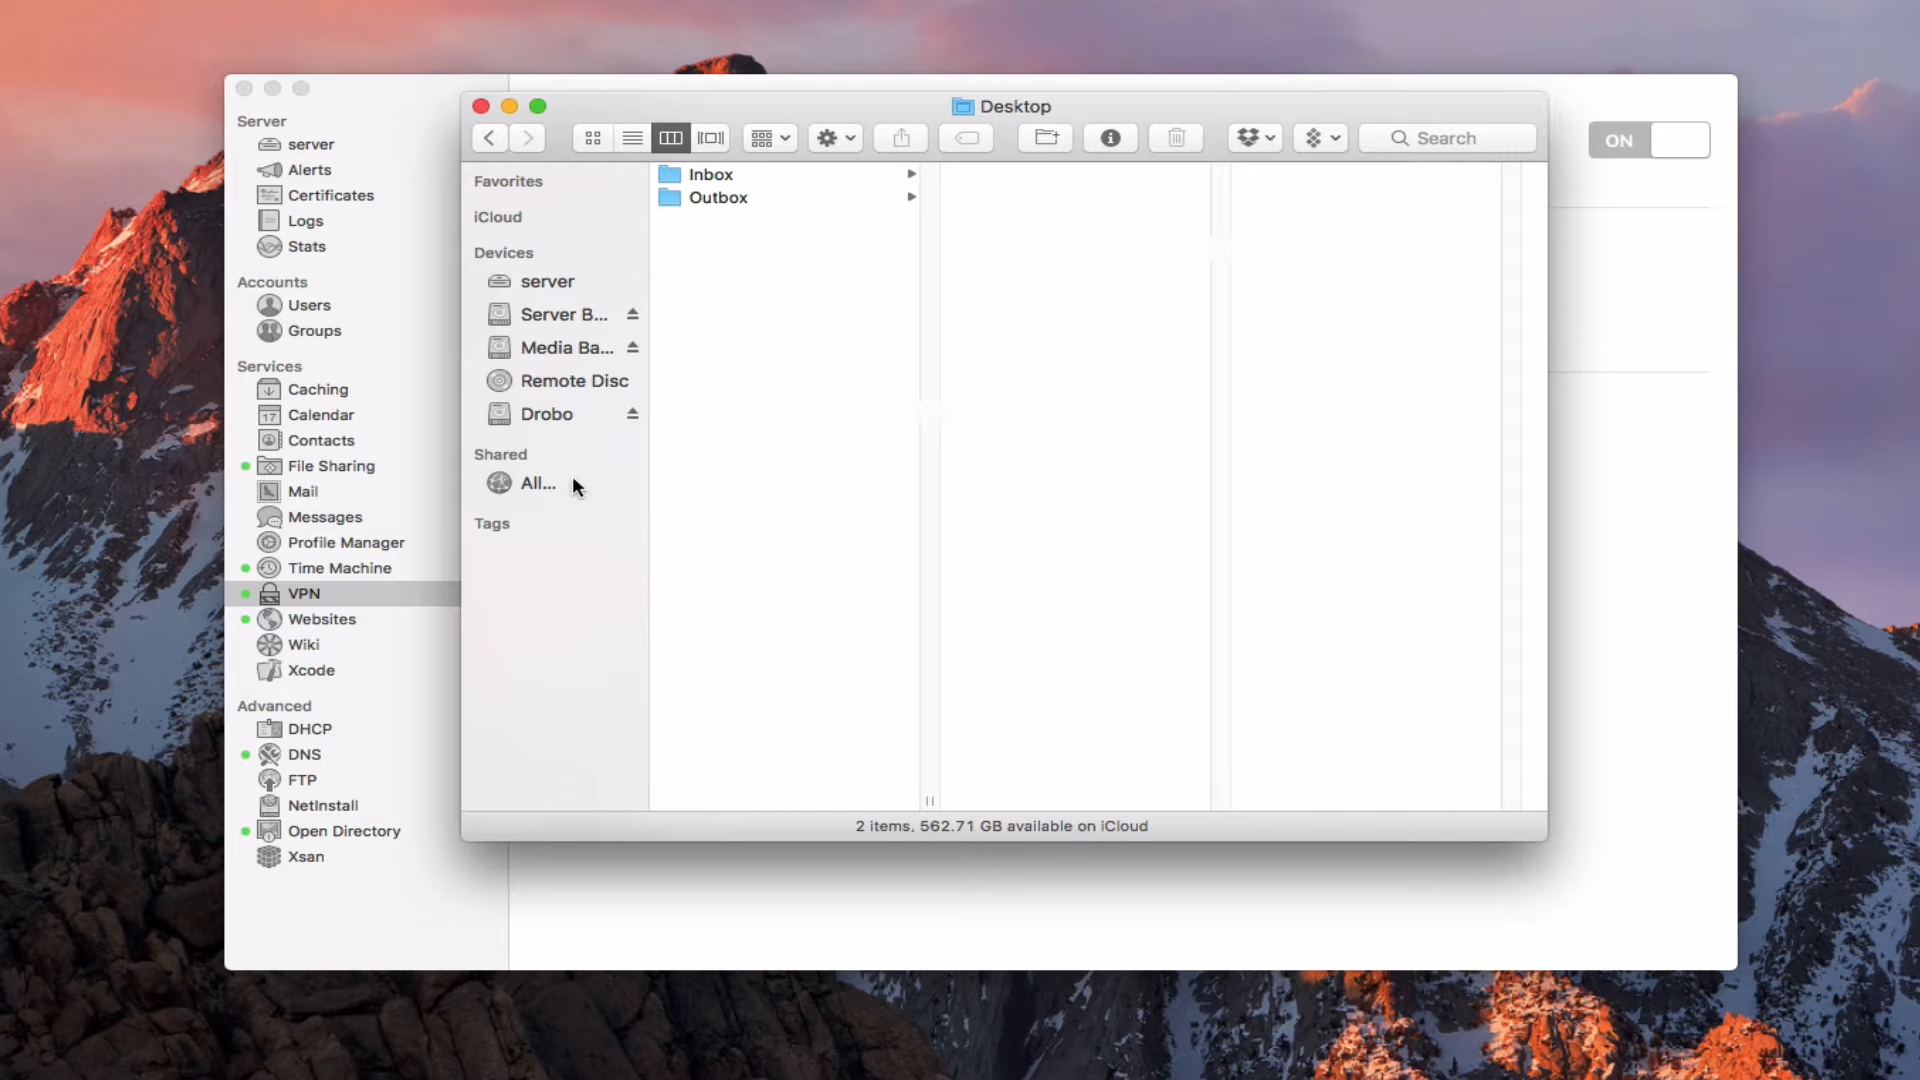 Server
server
Alerts
Certificates
Logs
Stats
Accounts
Users
Groups
Services
Caching
17
Calendar
Contacts
File Sharing
Mail
Messages
Profile Manager
Time Machine
VPN
Websites
Wiki
Xcode
Advanced
DHCP
DNS
FTP
NetInstall
Open Directory
Xsan
Desktop
Search
Favorites
iCloud
Devices
server
Server B...
Media Ba...
Remote Disc
Drobo
Shared
All...
Tags
Inbox
Outbox
2 items, 562.71 GB available on iCloud
ON